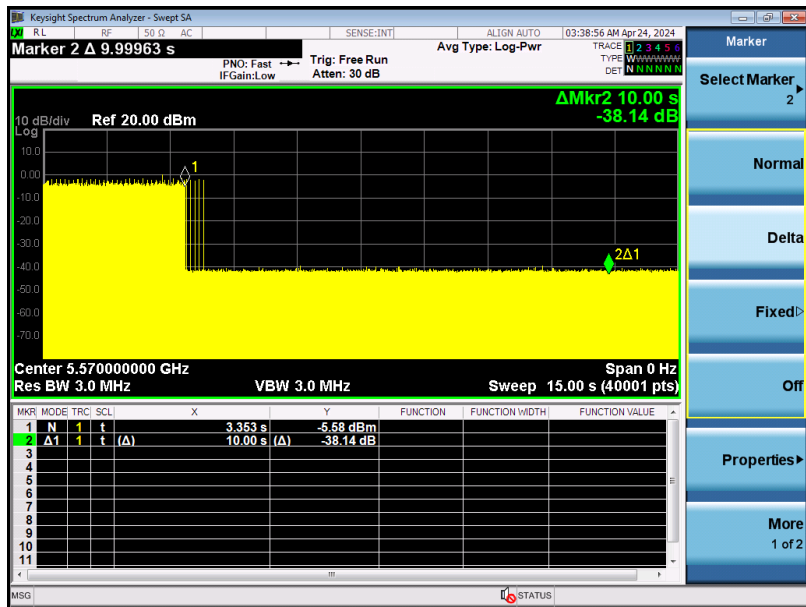 Keysight Spectrum Analyzer - Swept SA
LXI RL RF 50 Ω AC SENSE:INT ALIGN AUTO 03:38:56 AM Apr 24, 2024
Marker 2 Δ 9.99963 s
PNO: Fast
IFGain:Low
Trig: Free Run
Atten: 30 dB
Avg Type: Log-Pwr
TRACE 1 2 3 4 5 6
TYPE WWWWWW
DET N N N N N N
ΔMkr2 10.00 s
-38.14 dB
10 dB/div Ref 20.00 dBm
Log
10.0
0.00
-10.0
-20.0
-30.0
-40.0
-50.0
-60.0
-70.0
1
2Δ1
Center 5.570000000 GHz Span 0 Hz
Res BW 3.0 MHz VBW 3.0 MHz Sweep 15.00 s (40001 pts)
MKR MODE TRC SCL X Y FUNCTION FUNCTION WIDTH FUNCTION VALUE
1 N 1 t 3.353 s -5.58 dBm
2 Δ1 1 t (Δ) 10.00 s (Δ) -38.14 dB
3
4
5
6
7
8
9
10
11
MSG STATUS
Marker
Select Marker
2
Normal
Delta
Fixed
Off
Properties
More
1 of 2